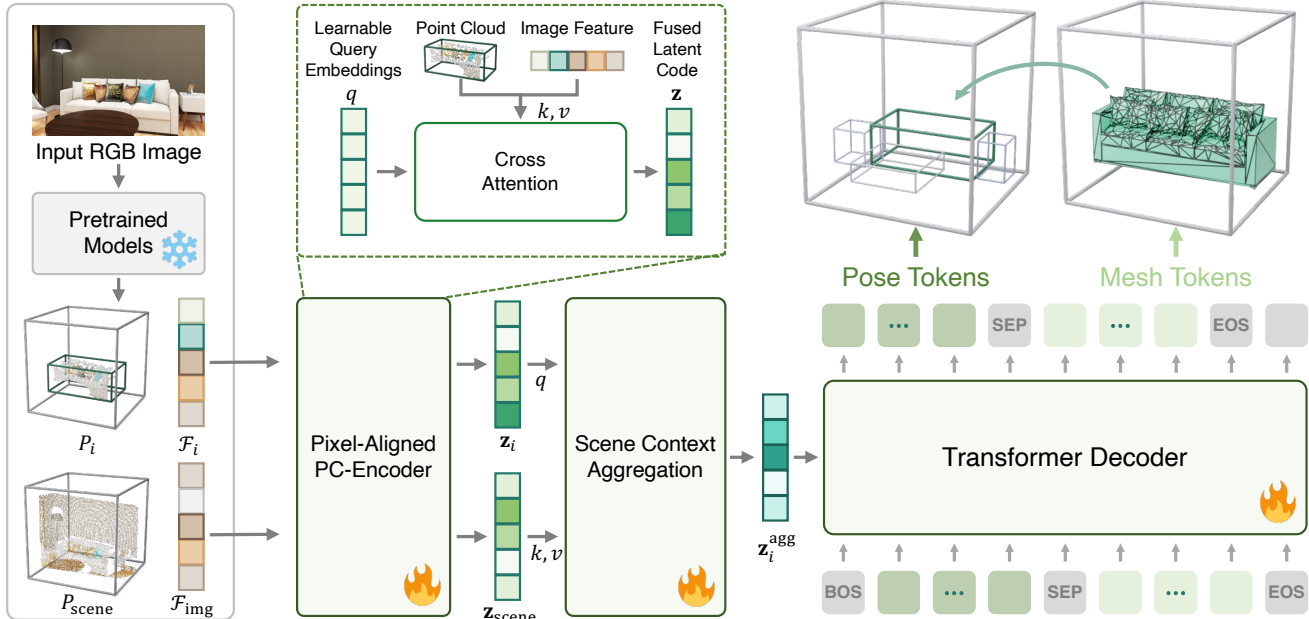 Input RGB Image
Pretrained
Models
P_i
F_i
P_scene
F_img
Learnable
Query
Embeddings
q
Point Cloud
Image Feature
k, v
Fused
Latent
Code
z
Cross
Attention
Pixel-Aligned
PC-Encoder
z_i
q
z_scene
k, v
Scene Context
Aggregation
z_i^agg
Pose Tokens
Mesh Tokens
... SEP ... EOS
Transformer Decoder
BOS ... SEP ... EOS